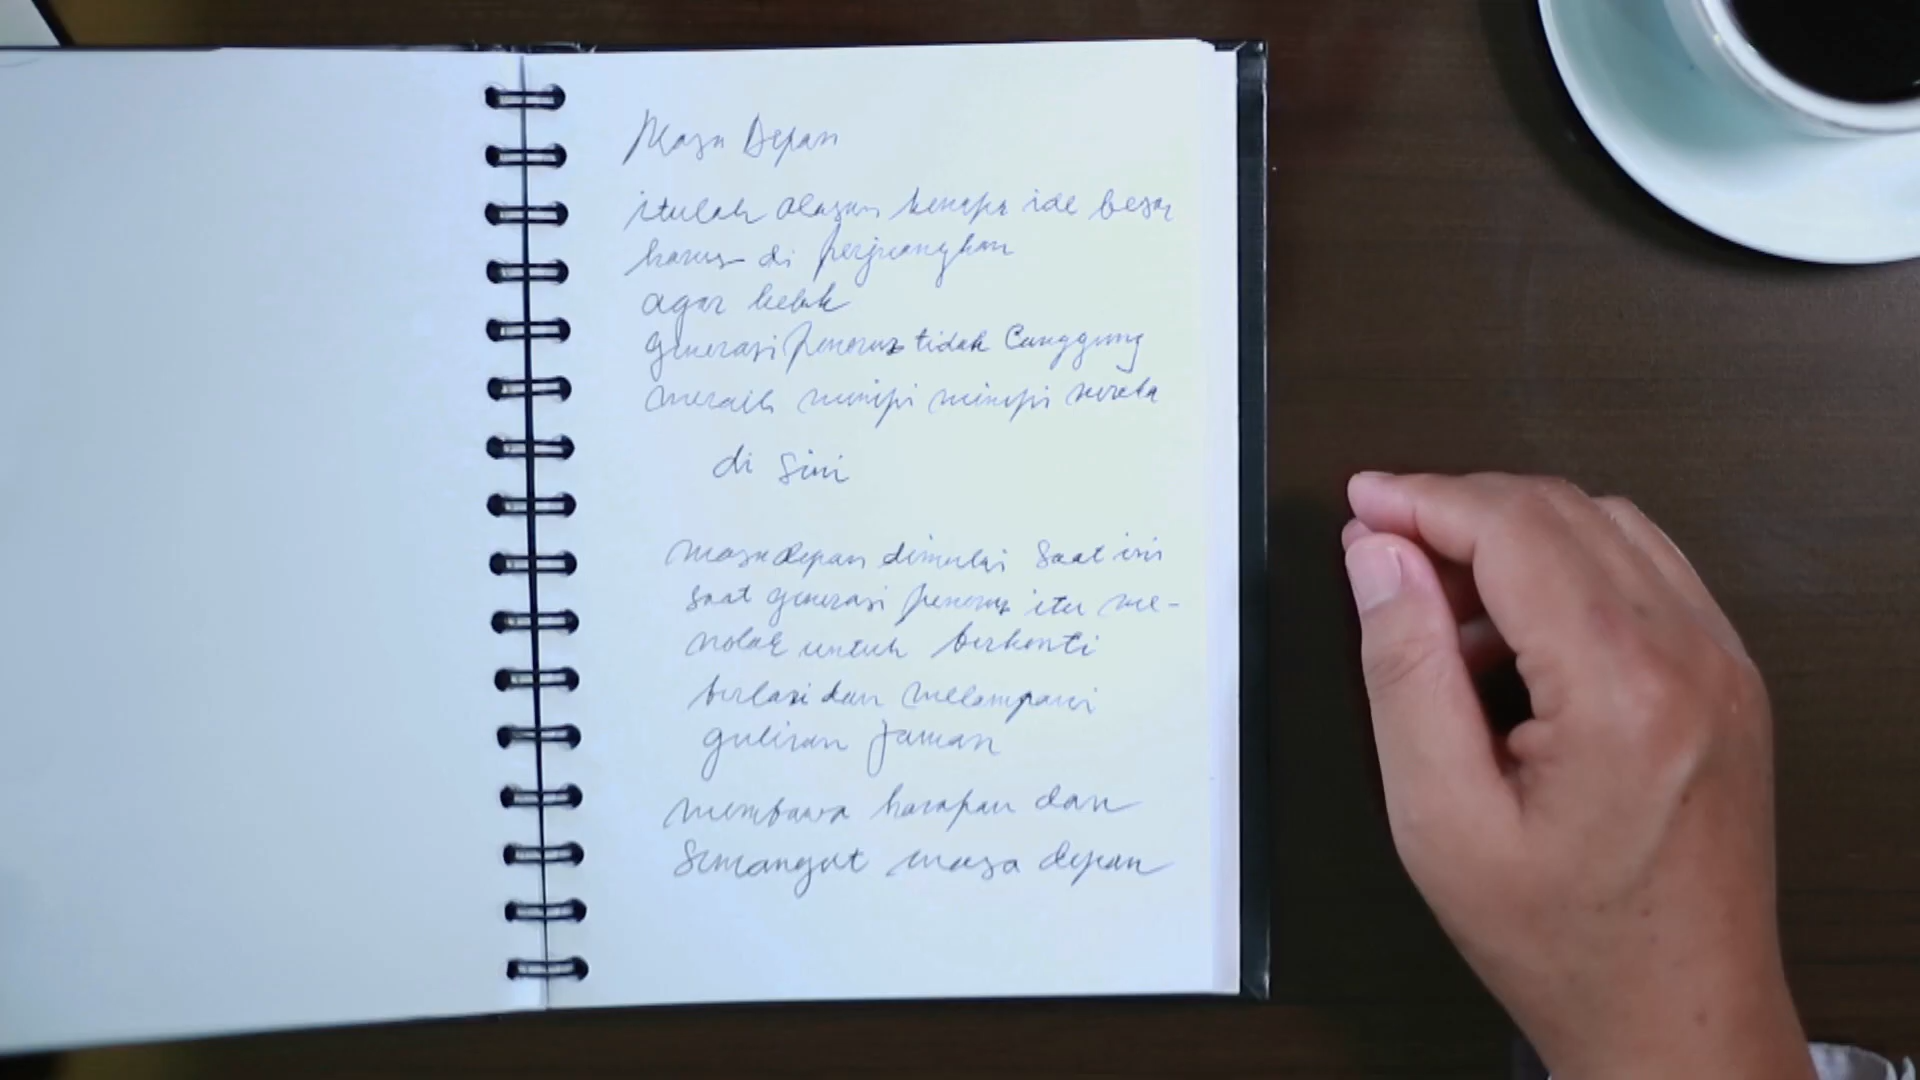 Masa Depan
itulah alasan kenapa ide besar
harus di perjuangkan
agar kelak
generasi penerus tidak Canggung
meraih mimpi mimpi mereka
di sini
masa depan dimulai saat ini
saat generasi penerus itu me-
nolak untuk berhenti
berlari dan melampaui
guliran jaman
membawa harapan dan
Semangat masa depan